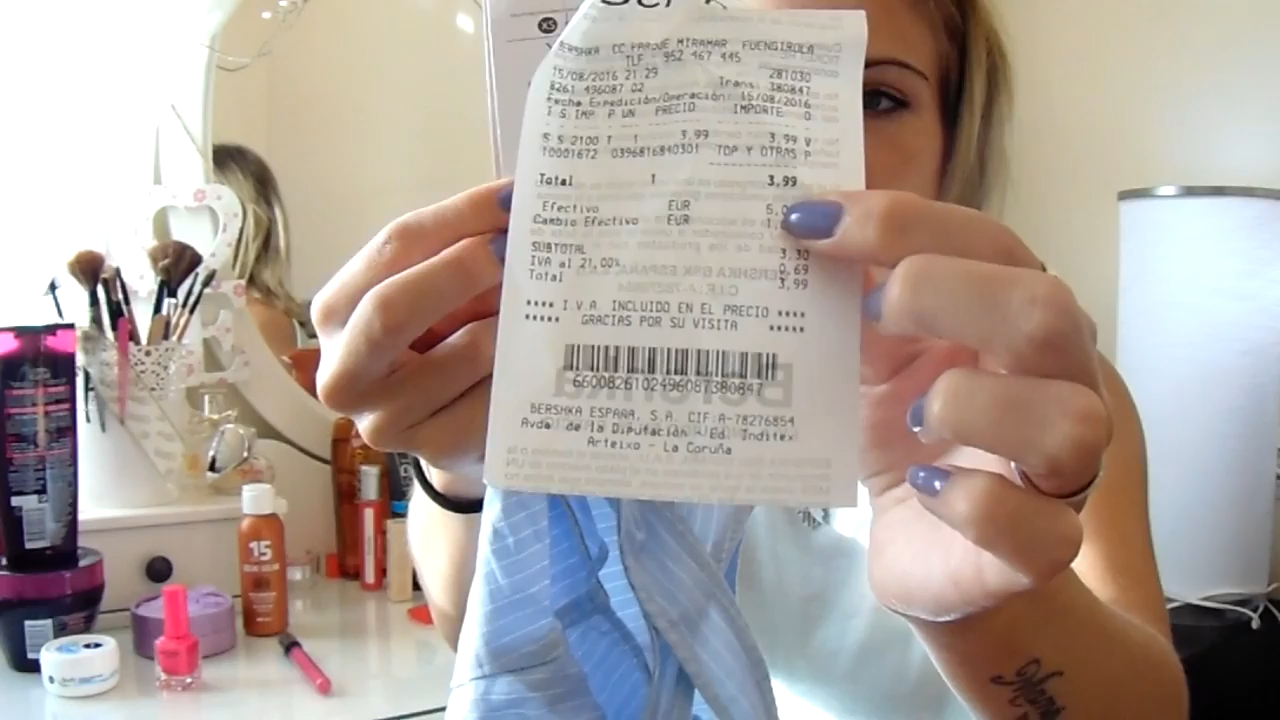 XS
BERSHKA CC PARQUE MIRAMAR FUENGIROLA
TLF 952 467 445
15/08/2016 21.29 281030
8261 496087 02 Trans. 380847
Fecha Expedición/Operación: 15/08/2016
T S IMP P UN PRECIO IMPORTE O
S S 2100 T 1 3,99 3,99 V
10001672 0396816840301 TOP Y OTRAS P
Total 1 3,99
Efectivo EUR
Cambio Efectivo EUR
SUBTOTAL 3,30
IVA al 21,00% 0,69
Total 3,99
**** I.V.A. INCLUIDO EN EL PRECIO ****
***** GRACIAS POR SU VISITA *****
66008261024960873​80847
BERSHKA ESPAÑA, S.A. CIF:A-78276854
Avda de la Diputación Ed. Inditex
Arteixo - La Coruña
15